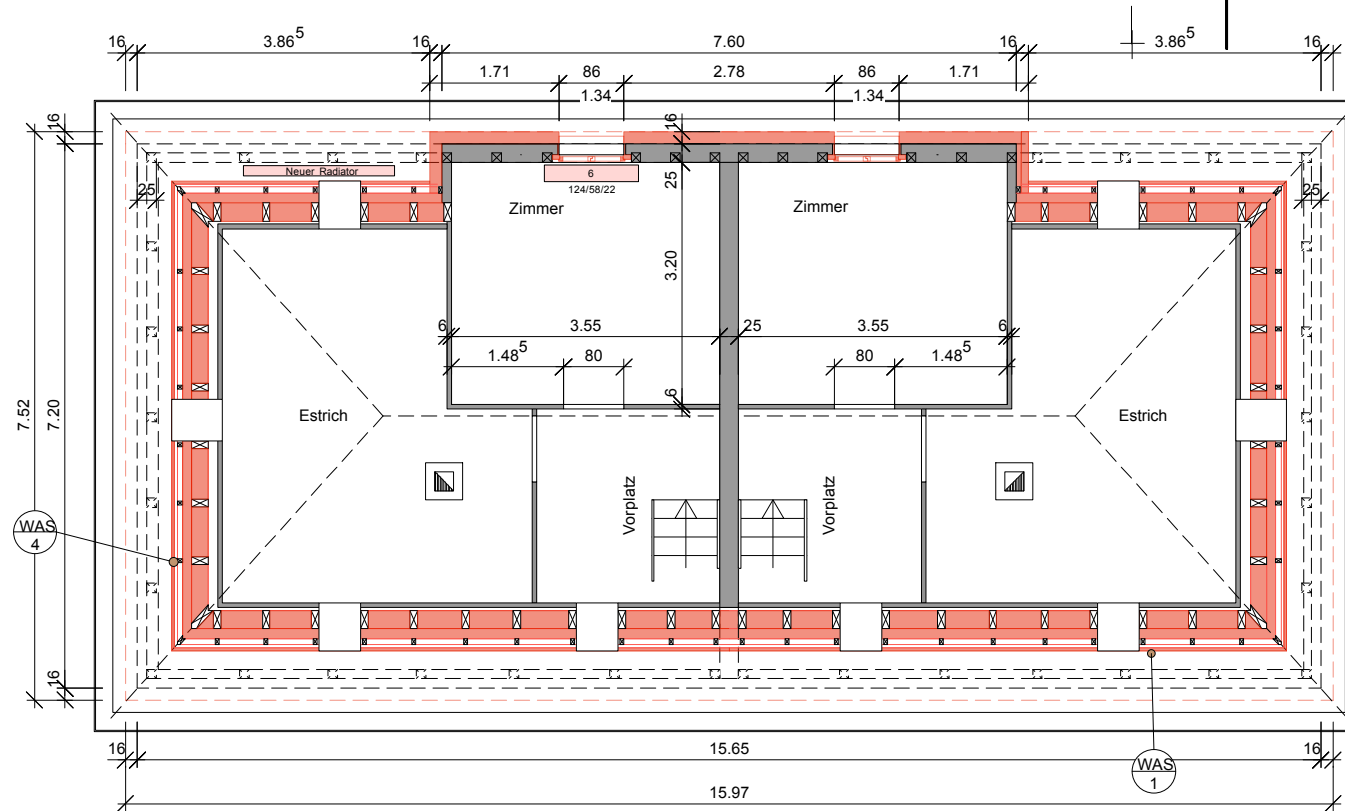 16 3.86⁵ 16 7.60 16 3.86⁵ 16
1.71 86 2.78 86 1.71
1.34 1.34
16 16
Neuer Radiator
6
124/58/22
25 25 25
Zimmer Zimmer
3.20
6 3.55 25 3.55 6
1.48⁵ 80 80 1.48⁵
6
7.52 7.20
Estrich Estrich
Vorplatz Vorplatz
WAS
4
16
16 15.65 16
WAS
1
15.97